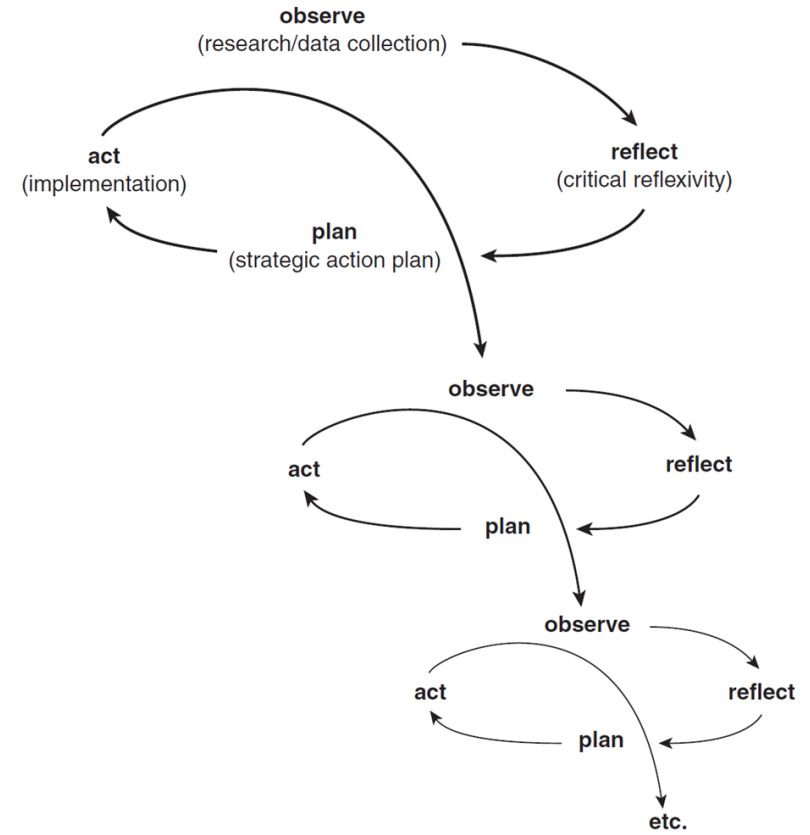 observe
(research/data collection)
reflect
(critical reflexivity)
plan
(strategic action plan)
act
(implementation)
observe
reflect
plan
act
observe
reflect
plan
act
etc.